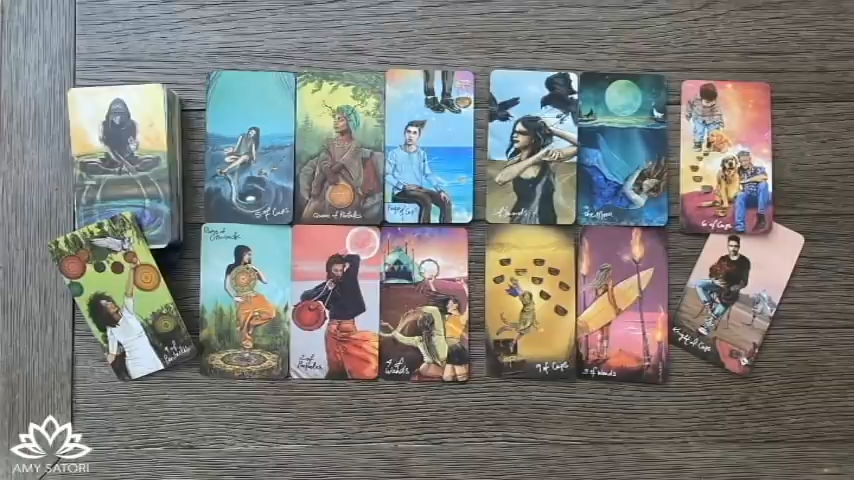 5 of Cups
Queen of Pentacles
Page of Cups
of Swords
the Moon
6 of Cups
of Pentacles
Page of
2 of Pentacles
4 of
Wands
9 of Cups
3 of Wands
Knight of Cups
AMY SATORI